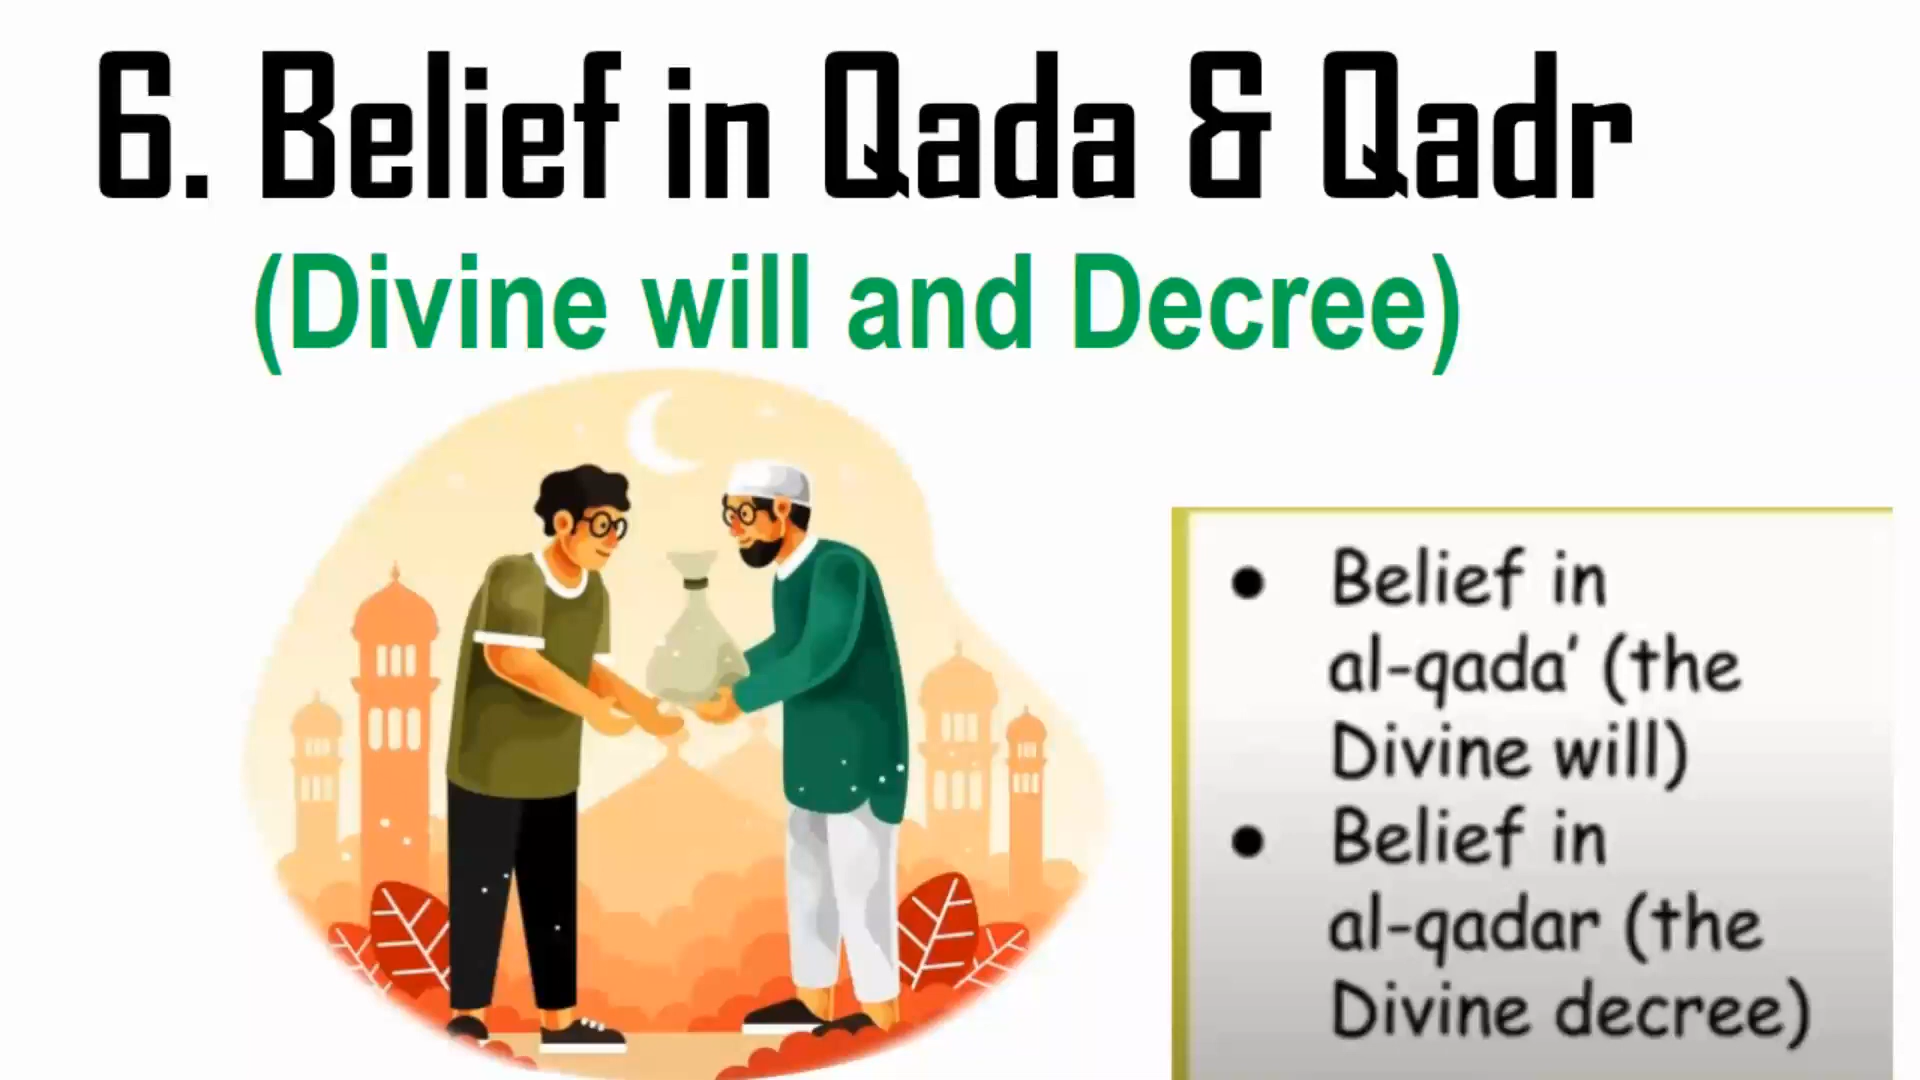 6. Belief in Qada & Qadr
(Divine will and Decree)
● Belief in
al-qada’ (the
Divine will)
● Belief in
al-qadar (the
Divine decree)